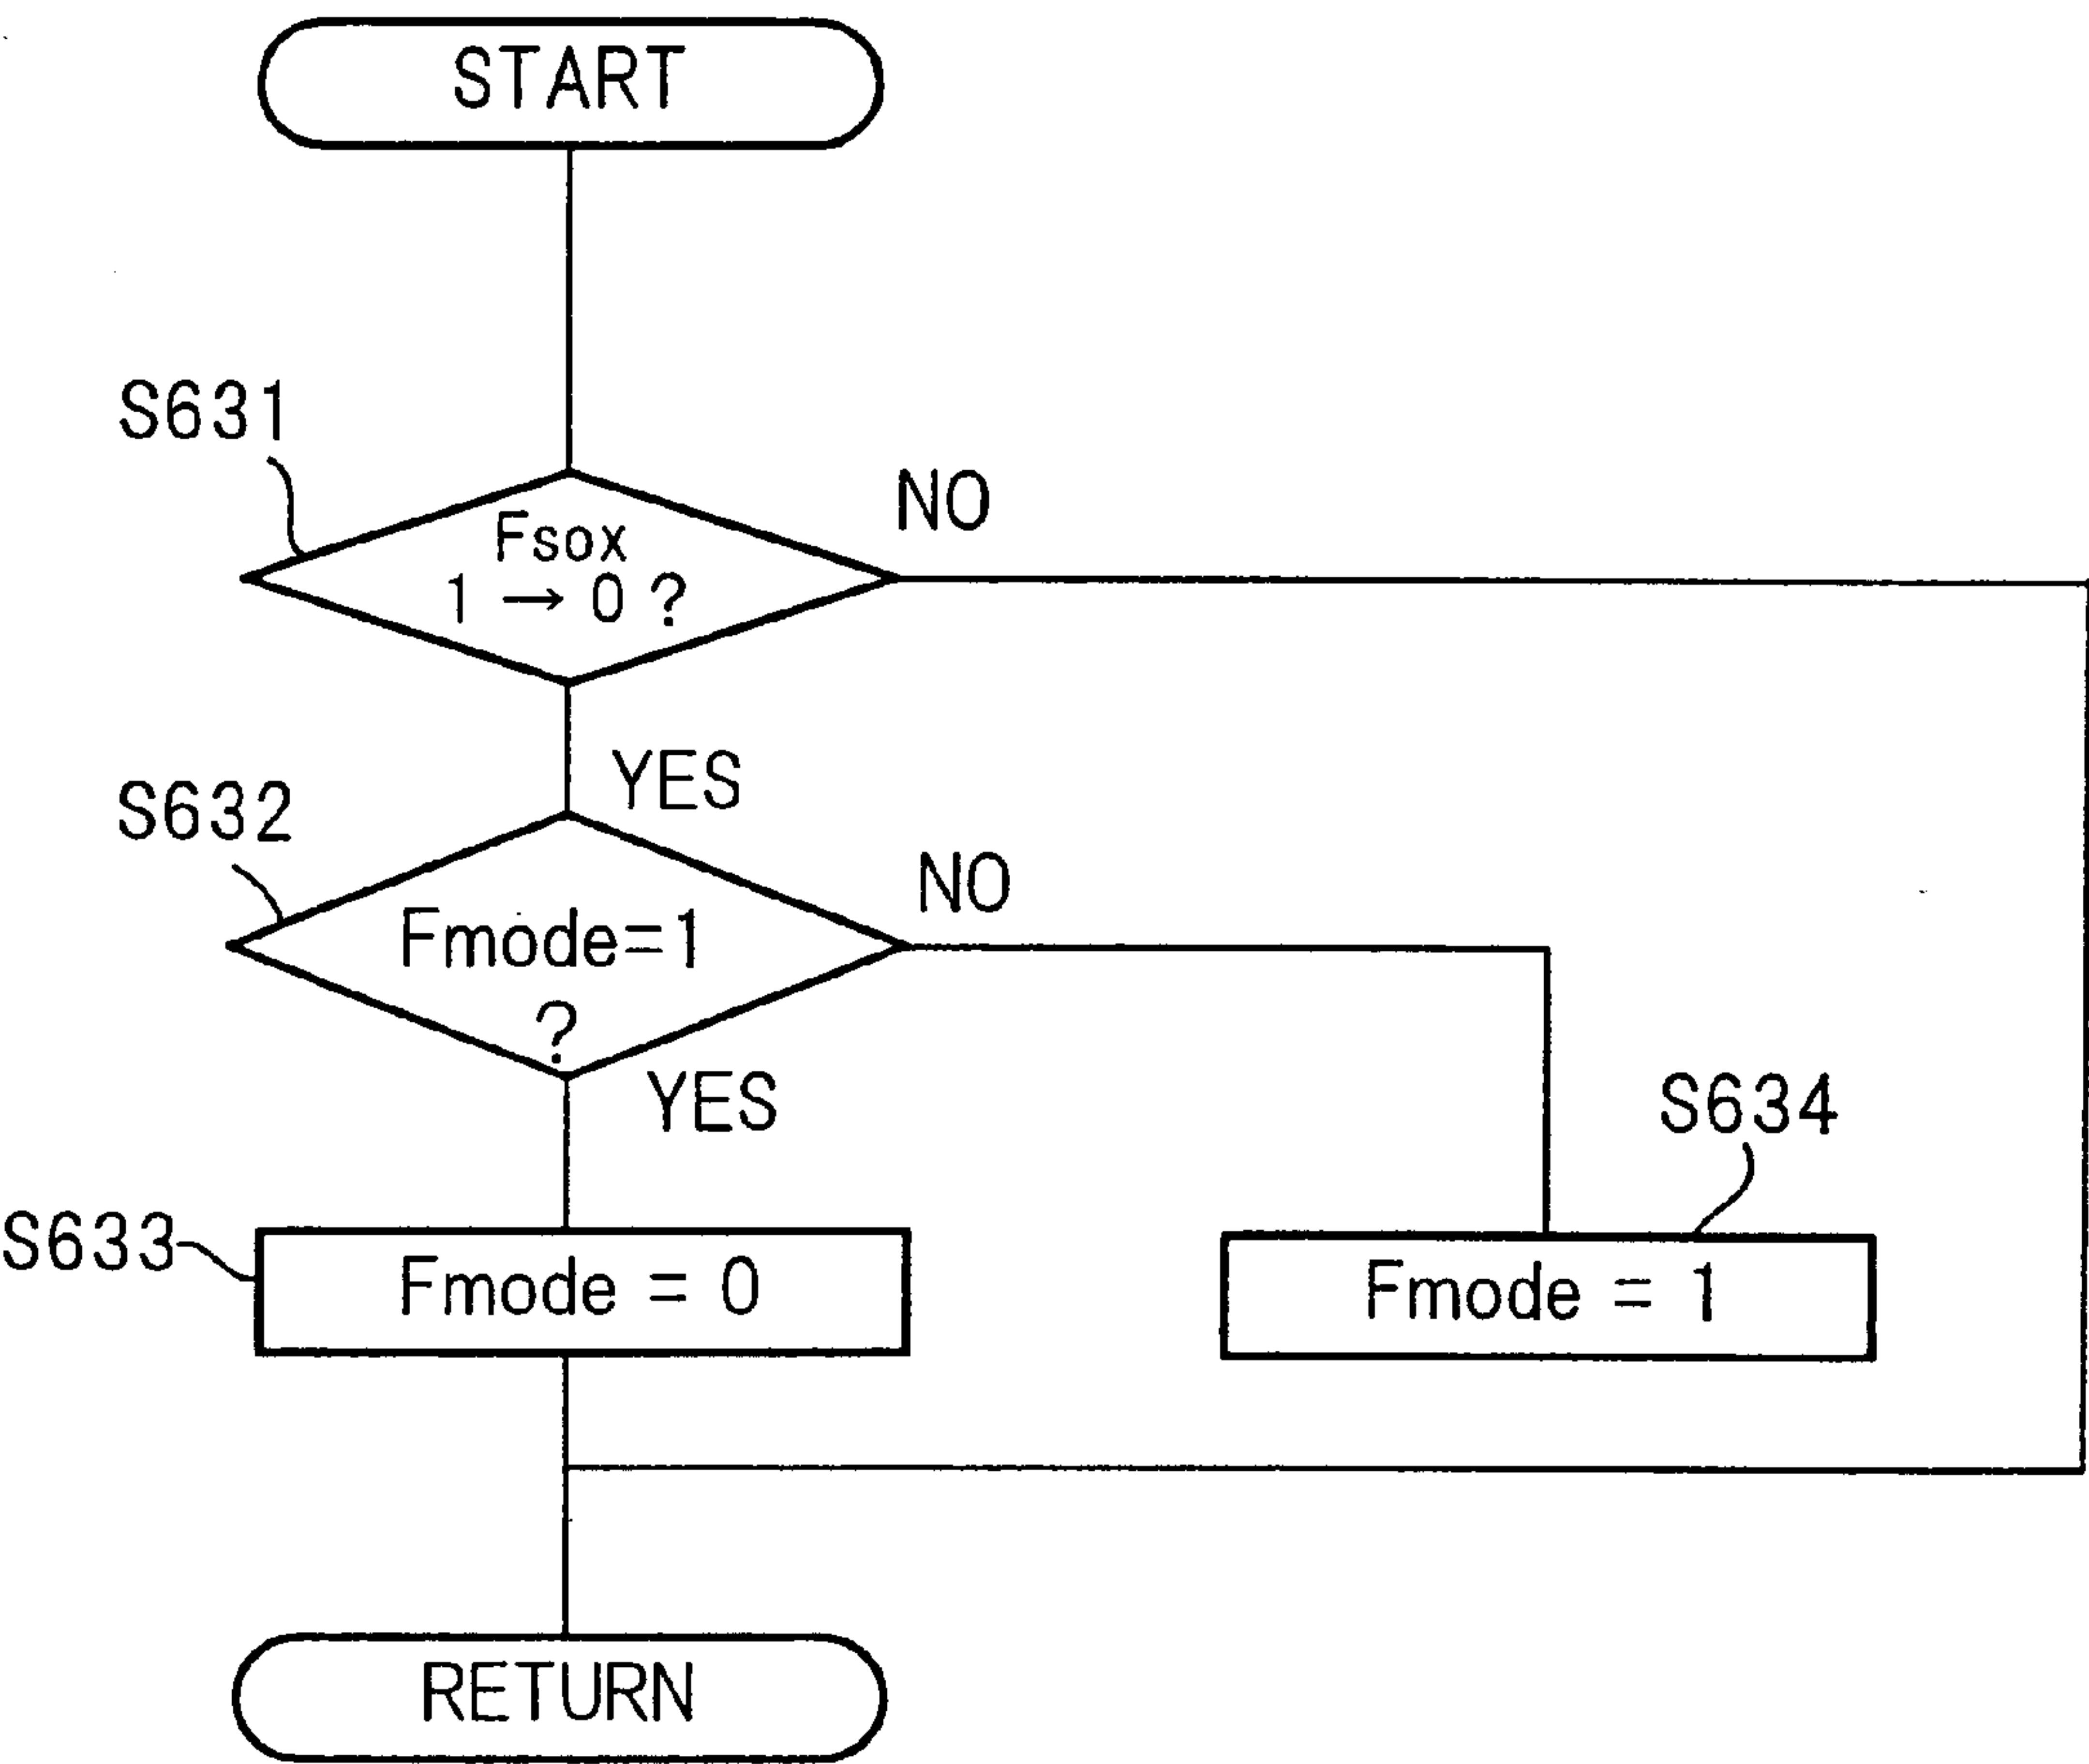 START
S631
NO
Fsox
1 → 0 ?
YES
S632
NO
Fmode=1
?
YES
S634
S633
Fmode = 0
Fmode = 1
RETURN